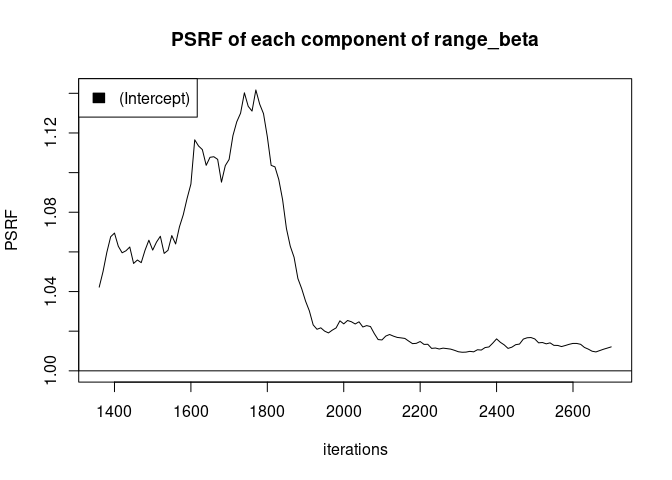 PSRF of each component of range_beta
(Intercept)
PSRF
1.12
1.08
1.04
1.00
1400 1600 1800 2000 2200 2400 2600
iterations